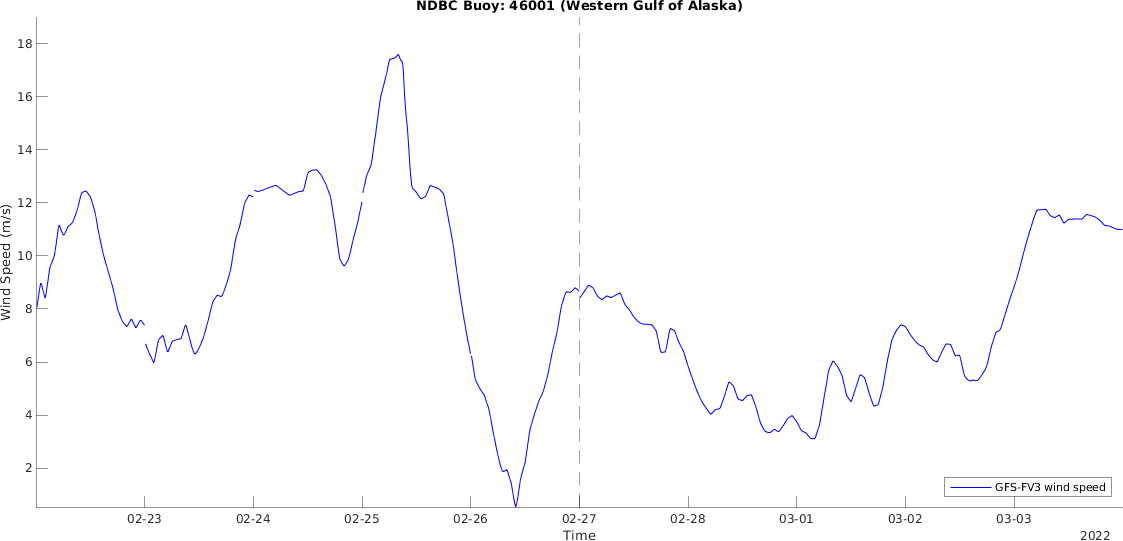 NDBC Buoy: 46001 (Western Gulf of Alaska)
18
16
14
12
10
8
6
4
2
Wind Speed (m/s)
02-23 02-24 02-25 02-26 02-27 02-28 03-01 03-02 03-03
Time
2022
GFS-FV3 wind speed